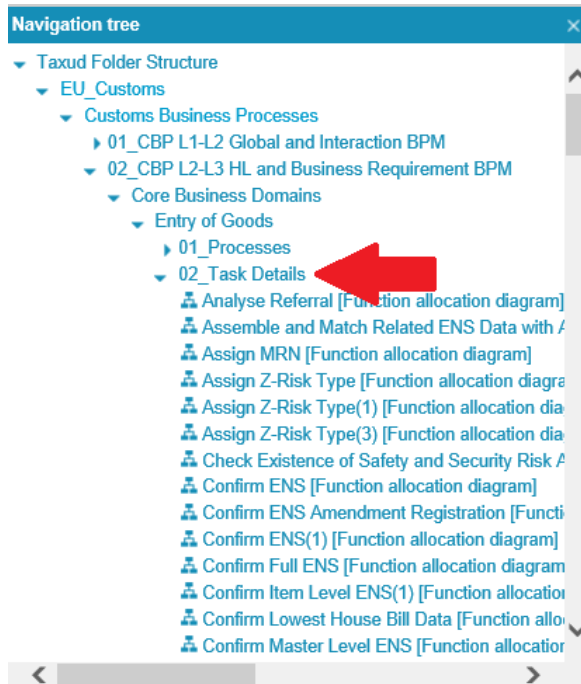 Navigation tree
Taxud Folder Structure
EU_Customs
Customs Business Processes
01_CBP L1-L2 Global and Interaction BPM
02_CBP L2-L3 HL and Business Requirement BPM
Core Business Domains
Entry of Goods
01_Processes
02_Task Details
Analyse Referral [Function allocation diagram]
Assemble and Match Related ENS Data with
Assign MRN [Function allocation diagram]
Assign Z-Risk Type [Function allocation diagra
Assign Z-Risk Type(1) [Function allocation dia
Assign Z-Risk Type(3) [Function allocation dia
Check Existence of Safety and Security Risk A
Confirm ENS [Function allocation diagram]
Confirm ENS Amendment Registration [Functi
Confirm ENS(1) [Function allocation diagram]
Confirm Full ENS [Function allocation diagram
Confirm Item Level ENS(1) [Function allocation
Confirm Lowest House Bill Data [Function allo
Confirm Master Level ENS [Function allocation